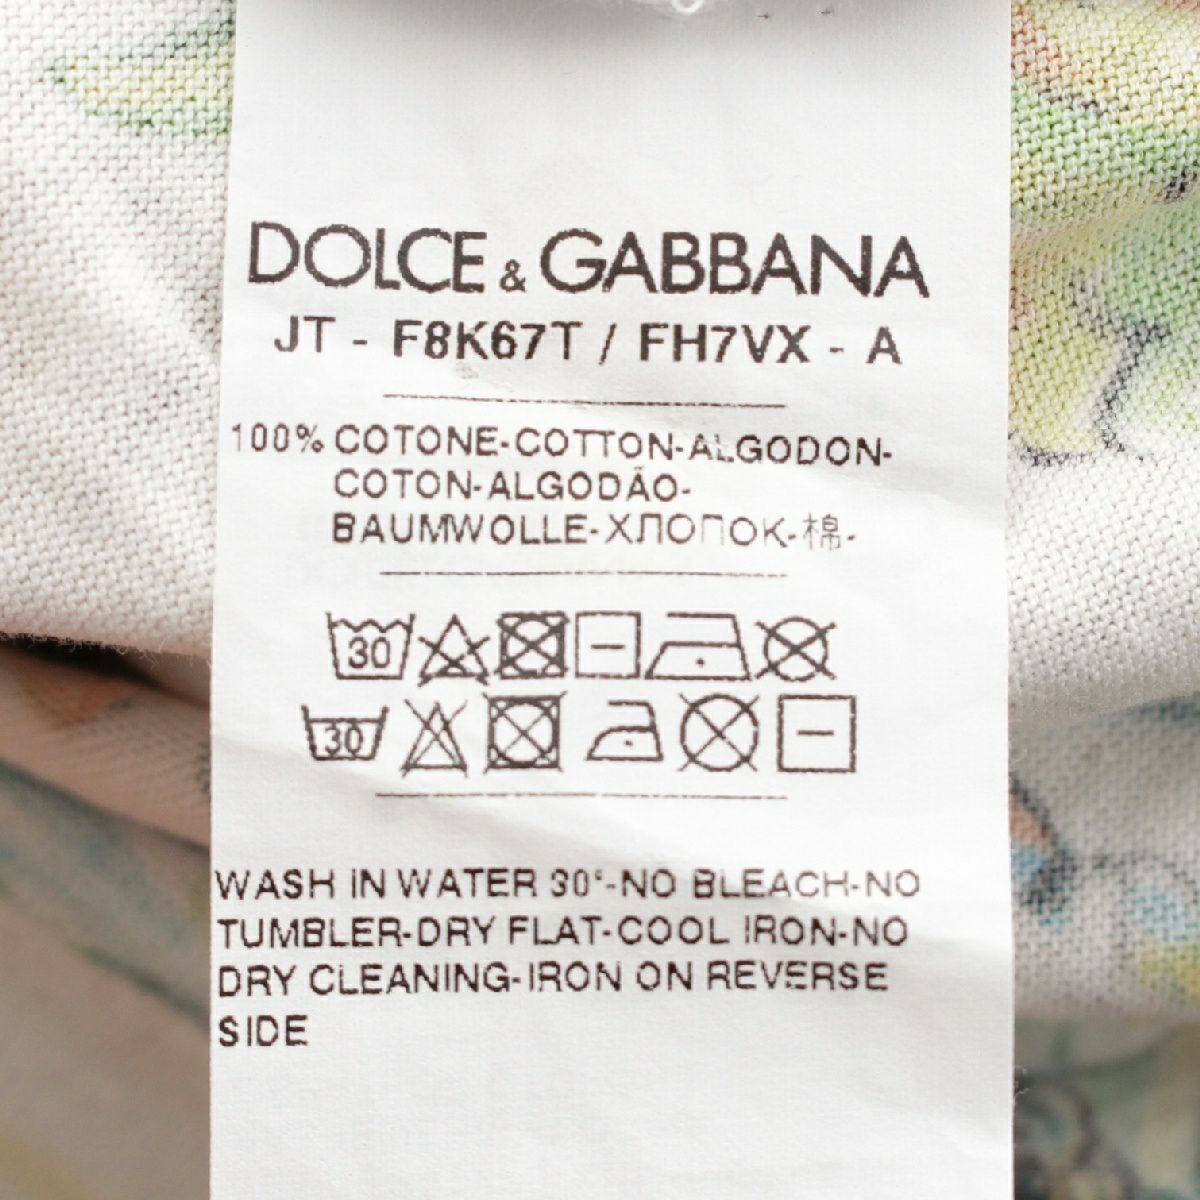 DOLCE & GABBANA
JT - F8K67T / FH7VX - A
100% COTONE-COTTON-ALGODON-
COTON-ALGODÃO-
BAUMWOLLE-ХЛОПОК-棉-
30
30
WASH IN WATER 30°-NO BLEACH-NO
TUMBLER-DRY FLAT-COOL IRON-NO
DRY CLEANING-IRON ON REVERSE
SIDE